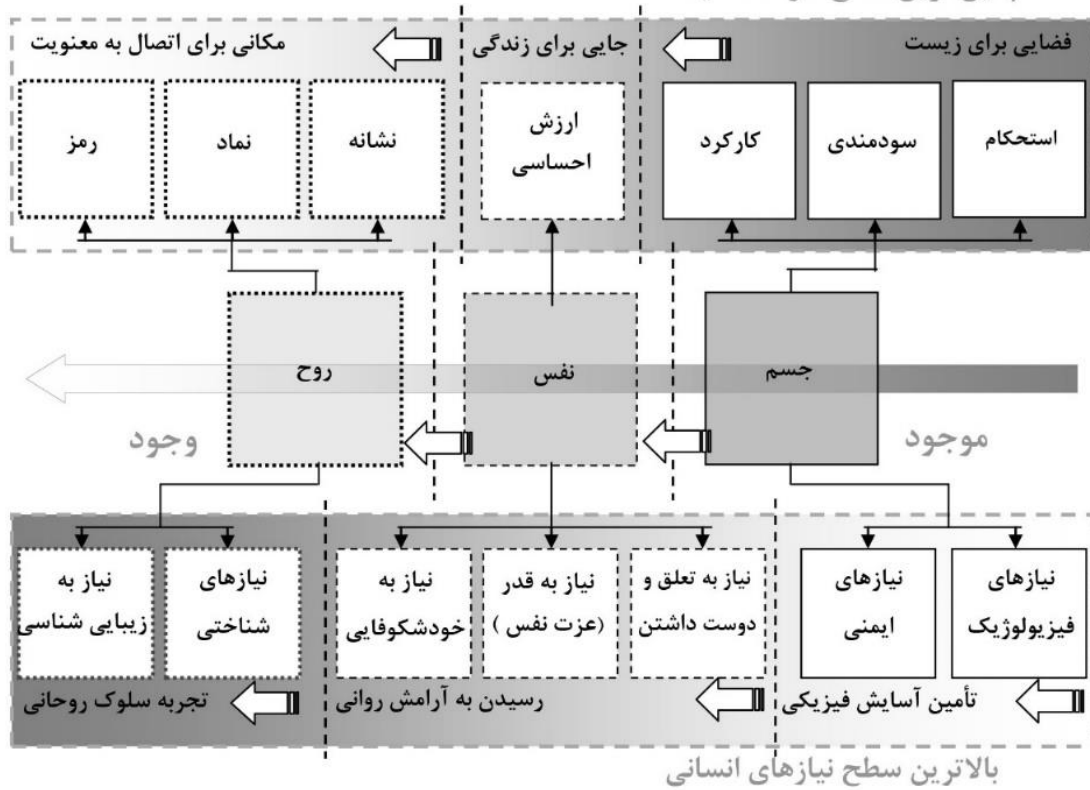 فضایی برای زیست
جایی برای زندگی
مکانی برای اتصال به معنویت
استحکام
سودمندی
کارکرد
ارزش
احساسی
نشانه
نماد
رمز
جسم
نفس
روح
موجود
وجود
نیازهای
فیزیولوژیک
نیازهای
ایمنی
نیاز به تعلق و
دوست داشتن
نیاز به قدر
(عزت نفس )
نیاز به
خودشکوفایی
نیازهای
شناختی
نیاز به
زیبایی شناسی
تأمین آسایش فیزیکی
رسیدن به آرامش روانی
تجربه سلوک روحانی
بالاترین سطح نیازهای انسانی